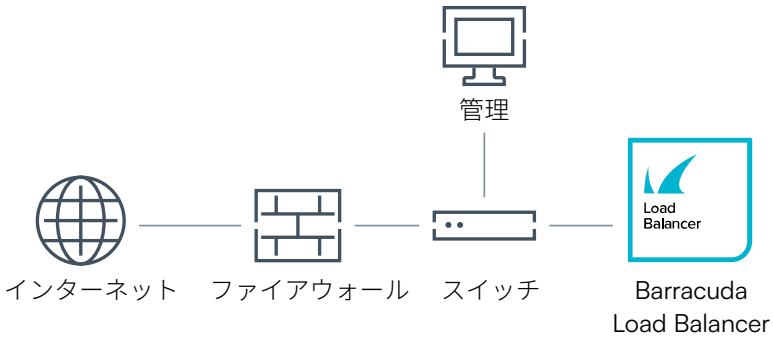 管理
Load
Balancer
インターネット
ファイアウォール
スイッチ
Barracuda
Load Balancer